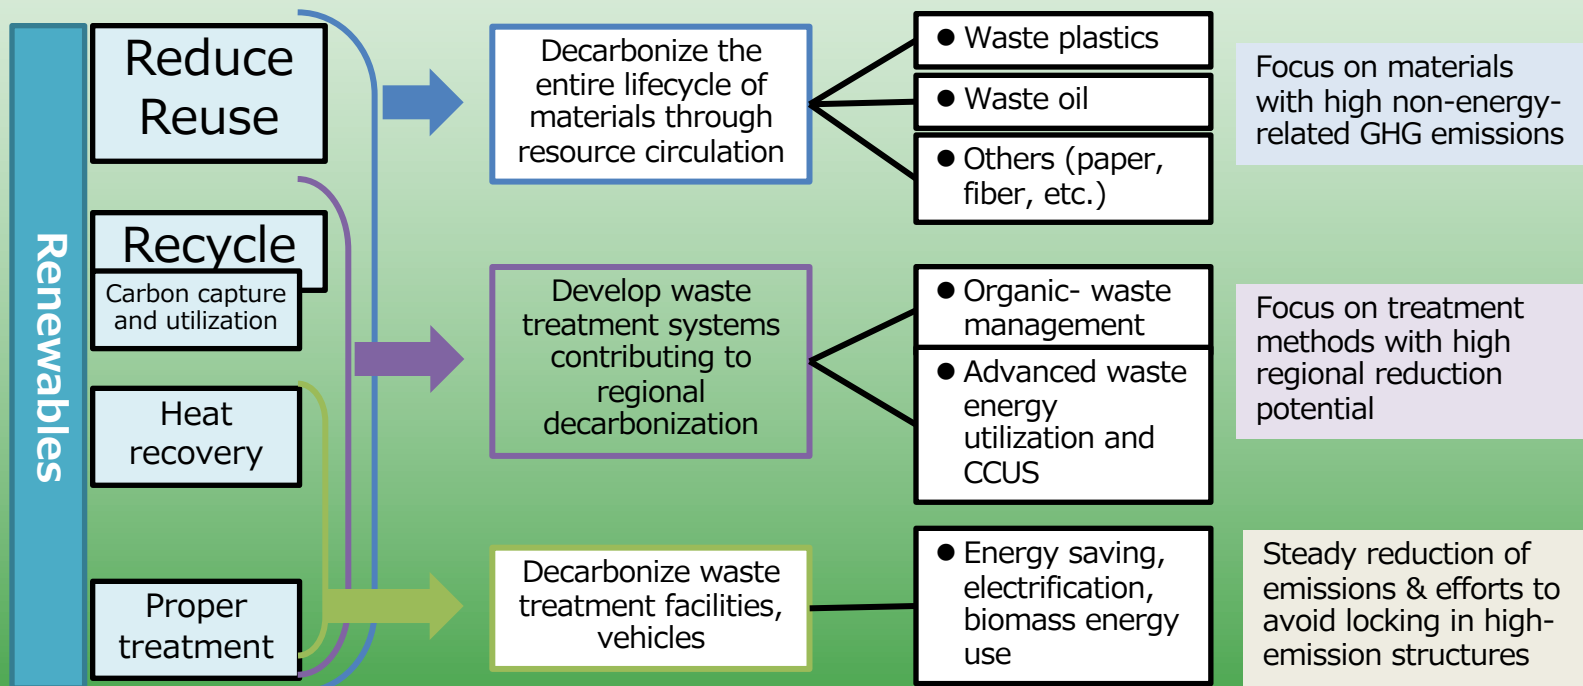 Renewables
Reduce
Reuse
Recycle
Carbon capture
and utilization
Heat
recovery
Proper
treatment
Decarbonize the
entire lifecycle of
materials through
resource circulation
● Waste plastics
● Waste oil
● Others (paper,
fiber, etc.)
Focus on materials
with high non-energy-
related GHG emissions
Develop waste
treatment systems
contributing to
regional
decarbonization
● Organic- waste
management
● Advanced waste
energy
utilization and
CCUS
Focus on treatment
methods with high
regional reduction
potential
Decarbonize waste
treatment facilities,
vehicles
● Energy saving,
electrification,
biomass energy
use
Steady reduction of
emissions & efforts to
avoid locking in high-
emission structures